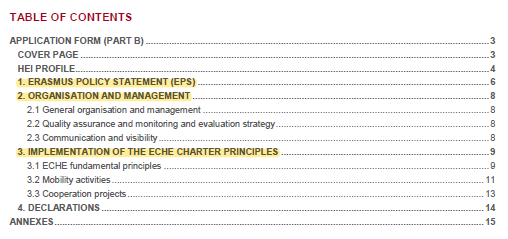 TABLE OF CONTENTS
APPLICATION FORM (PART B) 3
COVER PAGE 3
HEI PROFILE 4
1. ERASMUS POLICY STATEMENT (EPS) 6
2. ORGANISATION AND MANAGEMENT 8
2.1 General organisation and management 8
2.2 Quality assurance and monitoring and evaluation strategy 8
2.3 Communication and visibility 8
3. IMPLEMENTATION OF THE ECHE CHARTER PRINCIPLES 9
3.1 ECHE fundamental principles 9
3.2 Mobility activities 11
3.3 Cooperation projects 13
4. DECLARATIONS 14
ANNEXES 15